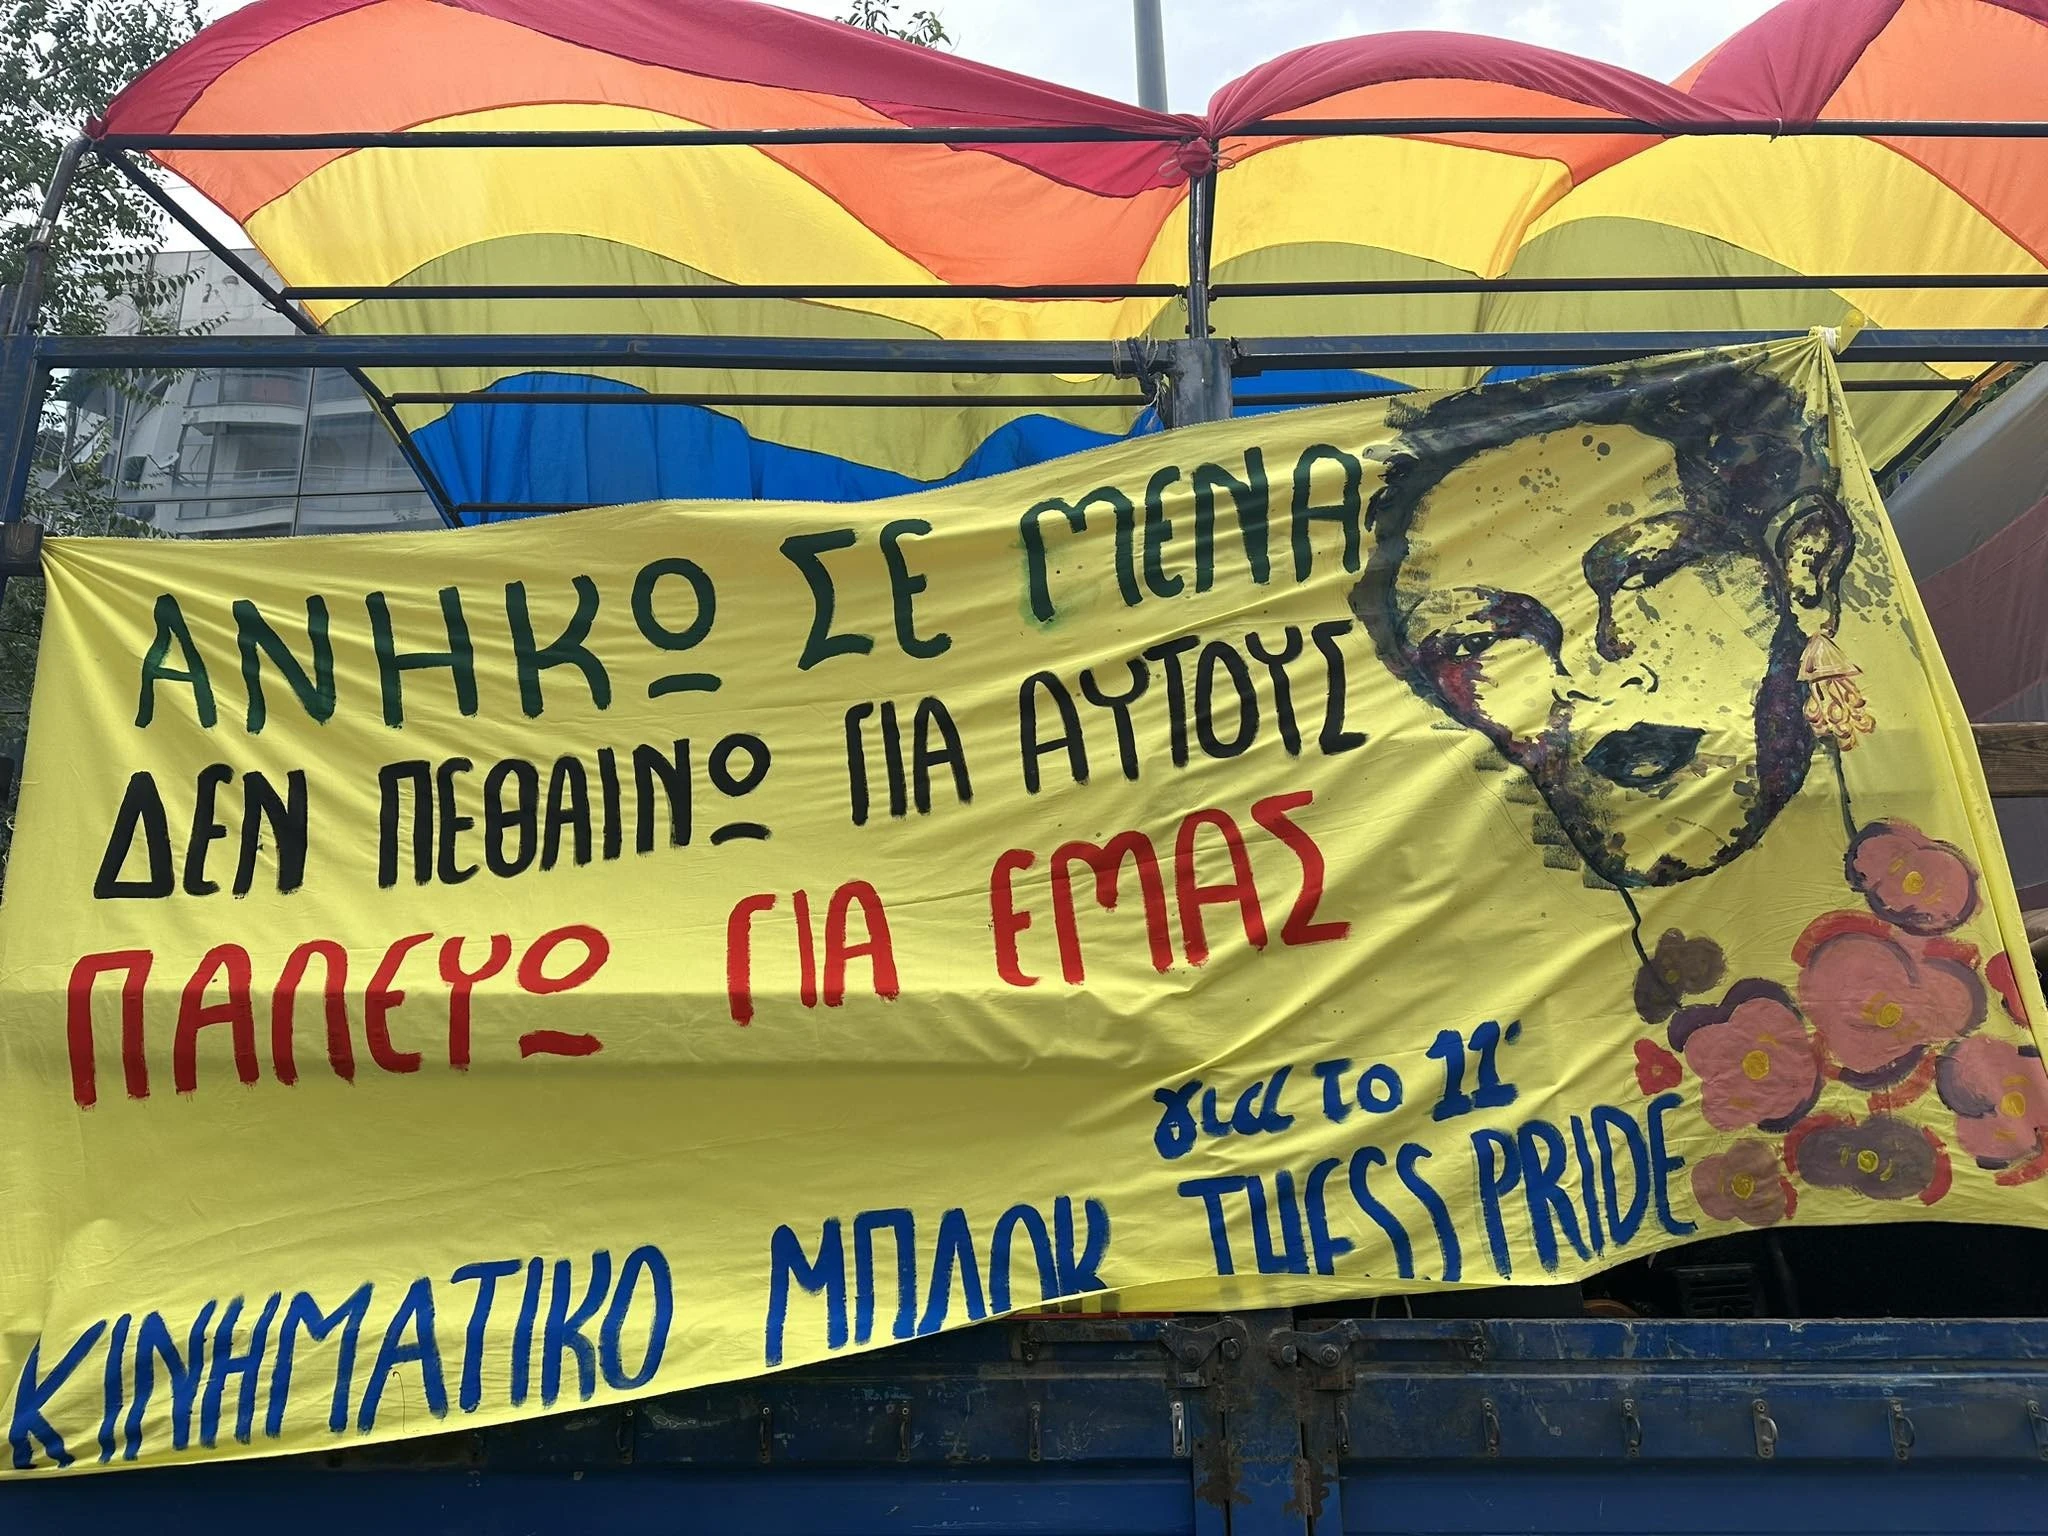 ΑΝΗΚΩ ΣΕ ΜΕΝΑ
ΔΕΝ ΠΕΘΑΙΝΩ ΓΙΑ ΑΥΤΟΥΣ
ΠΑΛΕΥΩ ΓΙΑ ΕΜΑΣ
για το 11ο
ΚΙΝΗΜΑΤΙΚΟ ΜΠΛΟΚ THESS PRIDE